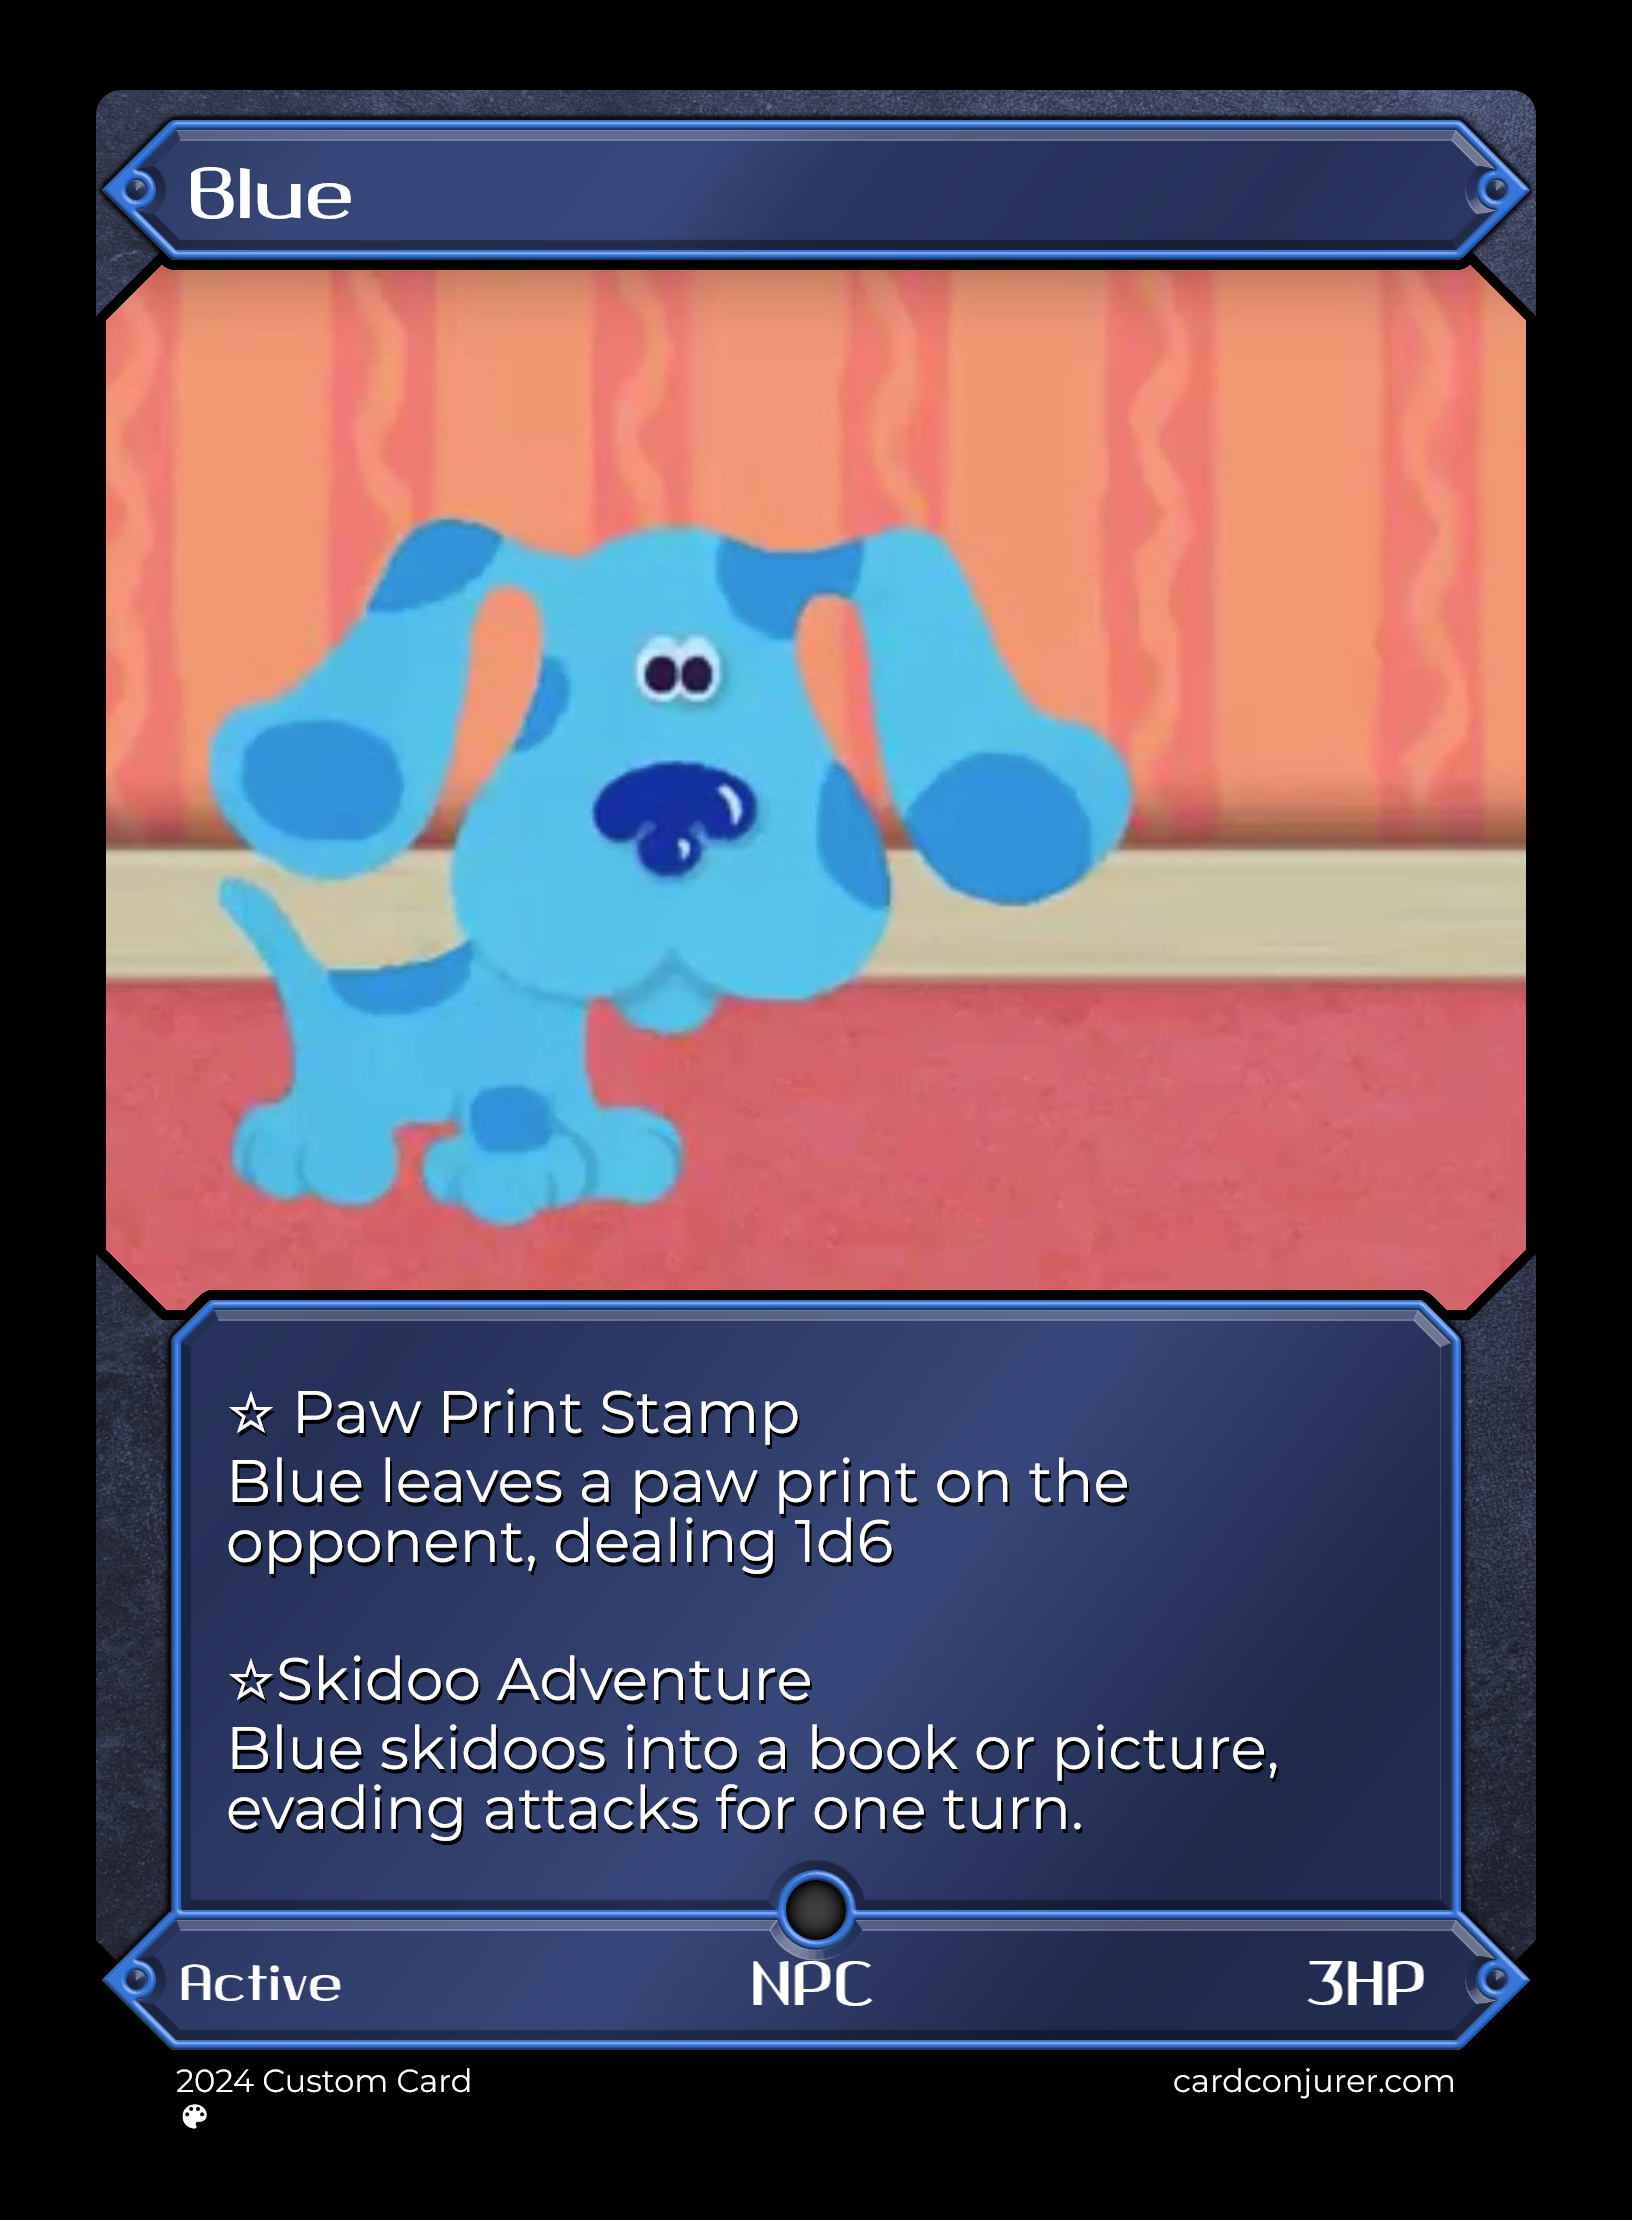 Blue
☆ Paw Print Stamp
Blue leaves a paw print on the
opponent, dealing 1d6
☆Skidoo Adventure
Blue skidoos into a book or picture,
evading attacks for one turn.
Active NPC 3HP
2024 Custom Card cardconjurer.com